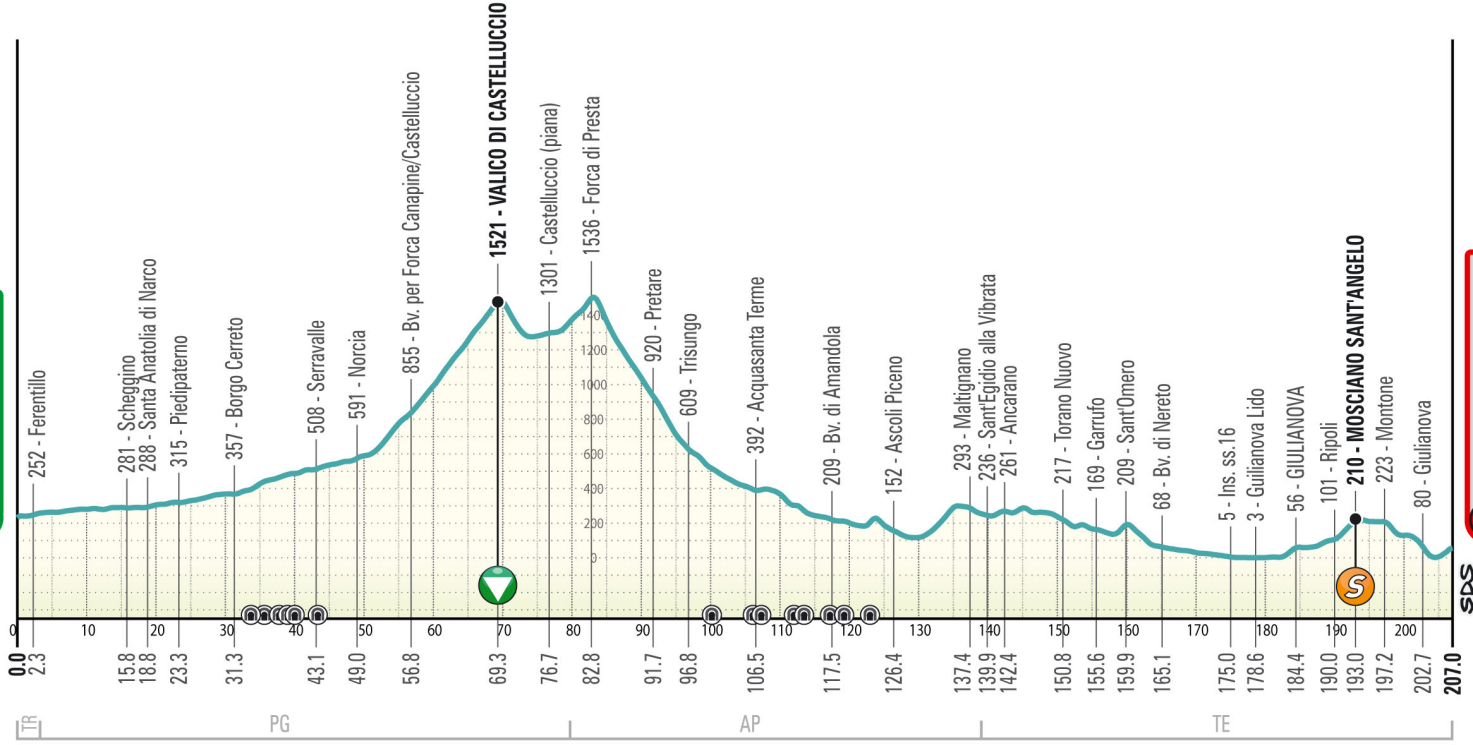 252 - Ferentillo
281 - Scheggino
288 - Santa Anatolia di Narco
315 - Piedipaterno
357 - Borgo Cerreto
508 - Serravalle
591 - Norcia
855 - Bv. per Forca Canapine/Castelluccio
1521 - VALICO DI CASTELLUCCIO
1301 - Castelluccio (piana)
1536 - Forca di Presta
920 - Pretare
609 - Trisungo
392 - Acquasanta Terme
209 - Bv. di Amandola
152 - Ascoli Piceno
293 - Maltignano
236 - Sant'Egidio alla Vibrata
261 - Ancarano
217 - Torano Nuovo
169 - Garrufo
209 - Sant'Omero
68 - Bv. di Nereto
5 - Ins. ss.16
3 - Guilianova Lido
56 - GIULIANOVA
101 - Ripoli
210 - MOSCIANO SANT'ANGELO
223 - Montone
80 - Giulianova
1400
1200
1000
800
600
400
200
0
S
SDS
0 10 20 30 40 50 60 70 80 90 100 110 120 130 140 150 160 170 180 190 200
0.0 2.3 15.8 18.8 23.3 31.3 43.1 49.0 56.8 69.3 76.7 82.8 91.7 96.8 106.5 117.5 126.4 137.4 139.9 142.4 150.8 155.6 159.9 165.1 175.0 178.6 184.4 190.0 193.0 197.2 202.7 207.0
TR PG AP TE